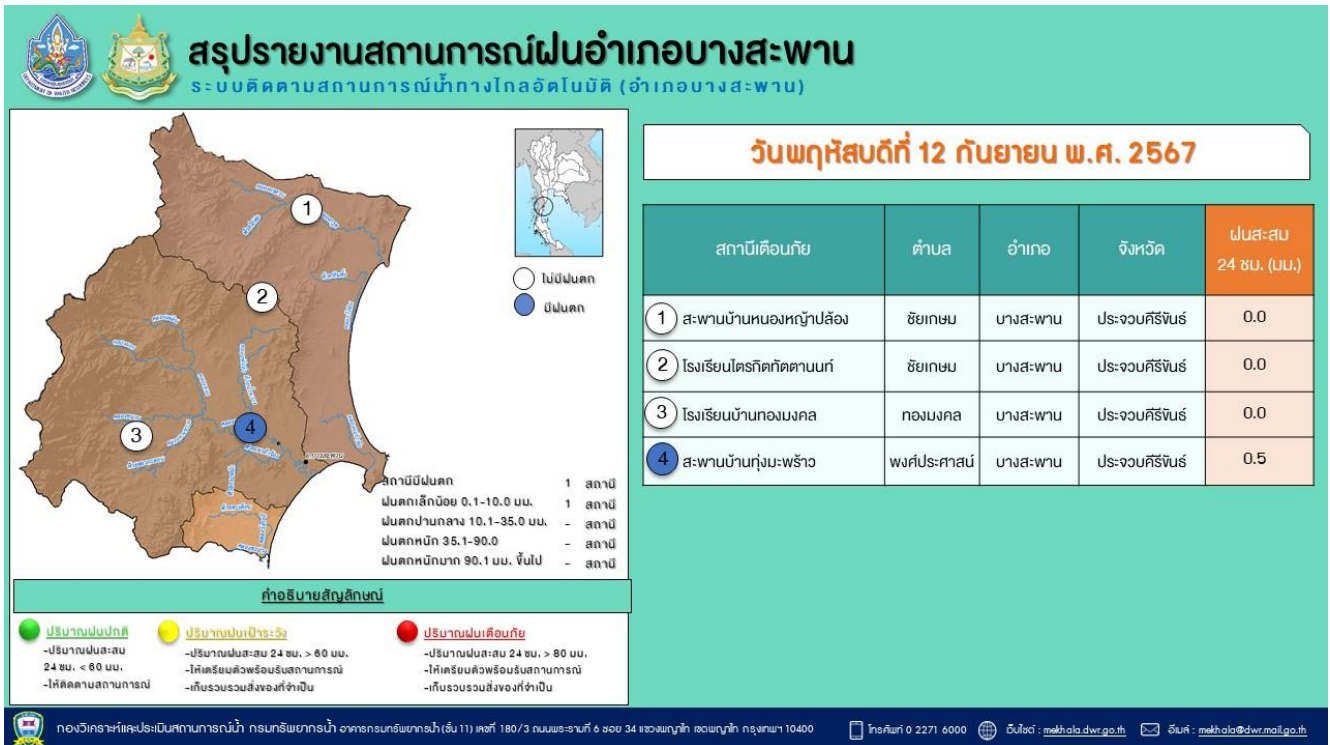 สรุปรายงานสถานการณ์ฝนอำเภอบางสะพาน
ระบบติดตามสถานการณ์น้ำทางไกลอัตโนมัติ (อำเภอบางสะพาน)
วันพฤหัสบดีที่ 12 กันยายน พ.ศ. 2567
1
2
3
4
ไม่มีฝนตก
มีฝนตก
สถานีมีฝนตก 1 สถานี
ฝนตกเล็กน้อย 0.1-10.0 มม. 1 สถานี
ฝนตกปานกลาง 10.1-35.0 มม. - สถานี
ฝนตกหนัก 35.1-90.0 - สถานี
ฝนตกหนักมาก 90.1 มม. ขึ้นไป - สถานี
สถานีเตือนภัย ตำบล อำเภอ จังหวัด ฝนสะสม
24 ชม. (มม.)
1 สะพานบ้านหนองหญ้าปล้อง ชัยเกษม บางสะพาน ประจวบคีรีขันธ์ 0.0
2 โรงเรียนไตรกิตทัตตานนท์ ชัยเกษม บางสะพาน ประจวบคีรีขันธ์ 0.0
3 โรงเรียนบ้านทองมงคล ทองมงคล บางสะพาน ประจวบคีรีขันธ์ 0.0
4 สะพานบ้านทุ่งมะพร้าว พงศ์ประศาสน์ บางสะพาน ประจวบคีรีขันธ์ 0.5
คำอธิบายสัญลักษณ์
ปริมาณฝนปกติ
-ปริมาณฝนสะสม
24 ชม. < 60 มม.
-ให้ติดตามสถานการณ์
ปริมาณฝนเฝ้าระวัง
-ปริมาณฝนสะสม 24 ชม. > 60 มม.
-ให้เตรียมตัวพร้อมรับสถานการณ์
-เก็บรวบรวมสิ่งของที่จำเป็น
ปริมาณฝนเตือนภัย
-ปริมาณฝนสะสม 24 ชม. > 80 มม.
-ให้เตรียมตัวพร้อมรับสถานการณ์
-เก็บรวบรวมสิ่งของที่จำเป็น
กองวิเคราะห์และประเมินสถานการณ์น้ำ กรมทรัพยากรน้ำ อาคารกรมทรัพยากรน้ำ (ชั้น 11) เลขที่ 180/3 ถนนพระรามที่ 6 ซอย 34 แขวงพญาไท เขตพญาไท กรุงเทพฯ 10400 โทรศัพท์ 0 2271 6000 เว็บไซต์ : mekhala.dwr.go.th อีเมล์ : mekhala@dwr.mail.go.th